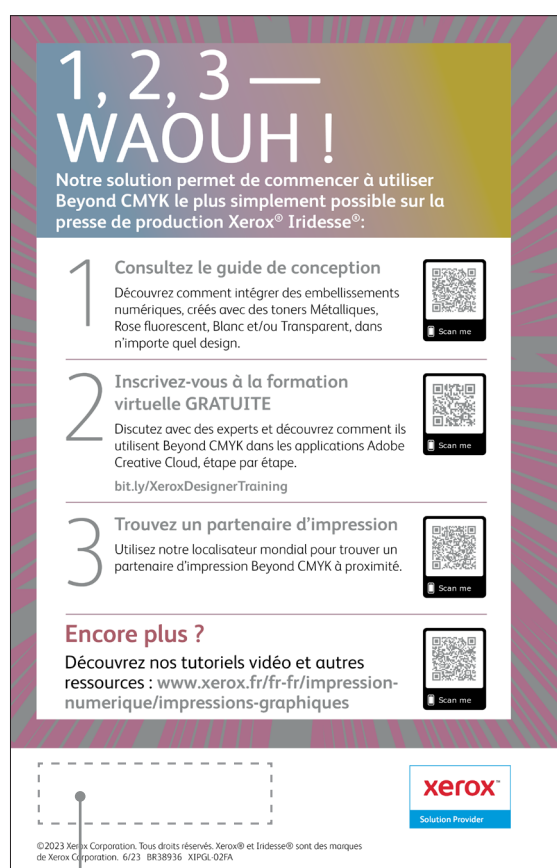 1, 2, 3 —
WAOUH !
Notre solution permet de commencer à utiliser
Beyond CMYK le plus simplement possible sur la
presse de production Xerox® Iridesse®:
1
Consultez le guide de conception
Découvrez comment intégrer des embellissements
numériques, créés avec des toners Métalliques,
Rose fluorescent, Blanc et/ou Transparent, dans
n’importe quel design.
Scan me
2
Inscrivez-vous à la formation
virtuelle GRATUITE
Discutez avec des experts et découvrez comment ils
utilisent Beyond CMYK dans les applications Adobe
Creative Cloud, étape par étape.
bit.ly/XeroxDesignerTraining
Scan me
3
Trouvez un partenaire d’impression
Utilisez notre localisateur mondial pour trouver un
partenaire d’impression Beyond CMYK à proximité.
Scan me
Encore plus ?
Découvrez nos tutoriels vidéo et autres
ressources : www.xerox.fr/fr-fr/impression-
numerique/impressions-graphiques
Scan me
xerox™
Solution Provider
©2023 Xerox Corporation. Tous droits réservés. Xerox® et Iridesse® sont des marques
de Xerox Corporation. 6/23 BR38936 XIPGL-02FA